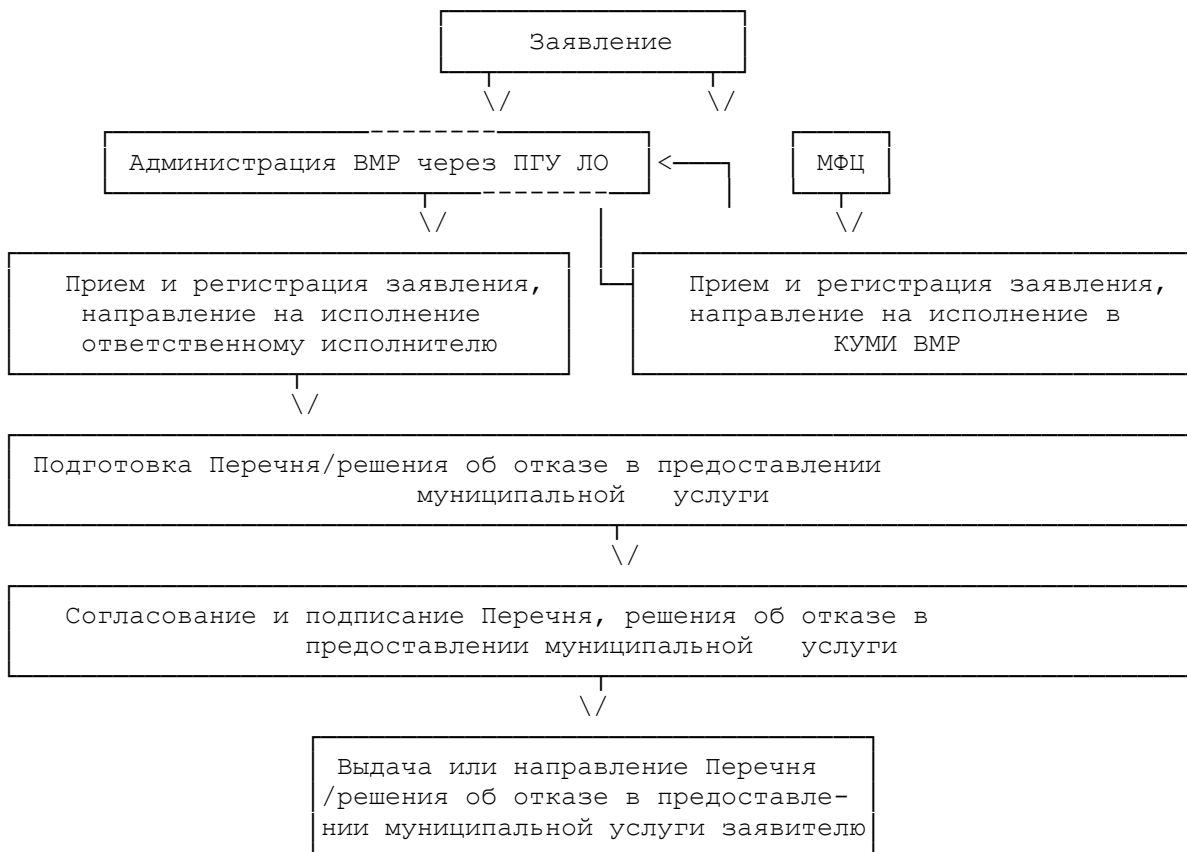 Заявление
Администрация ВМР через ПГУ ЛО
МФЦ
Прием и регистрация заявления,
направление на исполнение
ответственному исполнителю
Прием и регистрация заявления,
направление на исполнение в
КУМИ ВМР
Подготовка Перечня/решения об отказе в предоставлении
муниципальной услуги
Согласование и подписание Перечня, решения об отказе в
предоставлении муниципальной услуги
Выдача или направление Перечня
/решения об отказе в предоставле-
нии муниципальной услуги заявителю